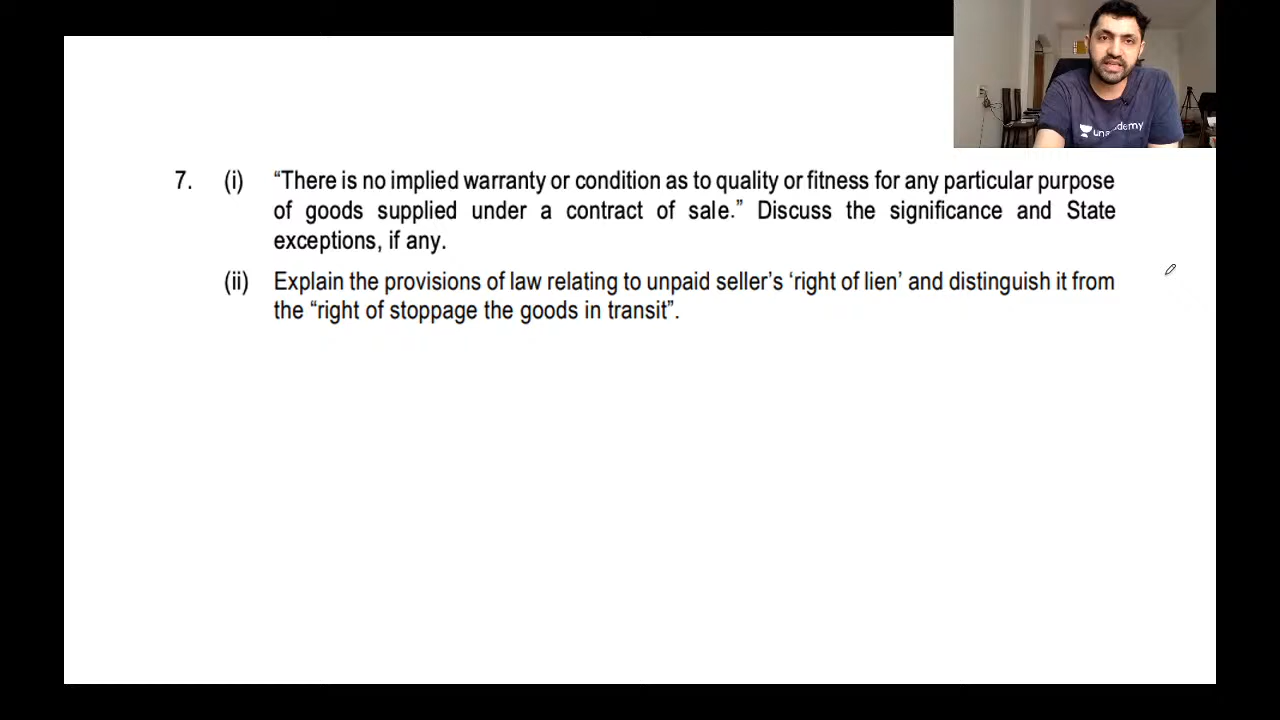 7. (i) “There is no implied warranty or condition as to quality or fitness for any particular purpose
of goods supplied under a contract of sale.” Discuss the significance and State
exceptions, if any.
(ii) Explain the provisions of law relating to unpaid seller’s ‘right of lien’ and distinguish it from
the “right of stoppage the goods in transit”.